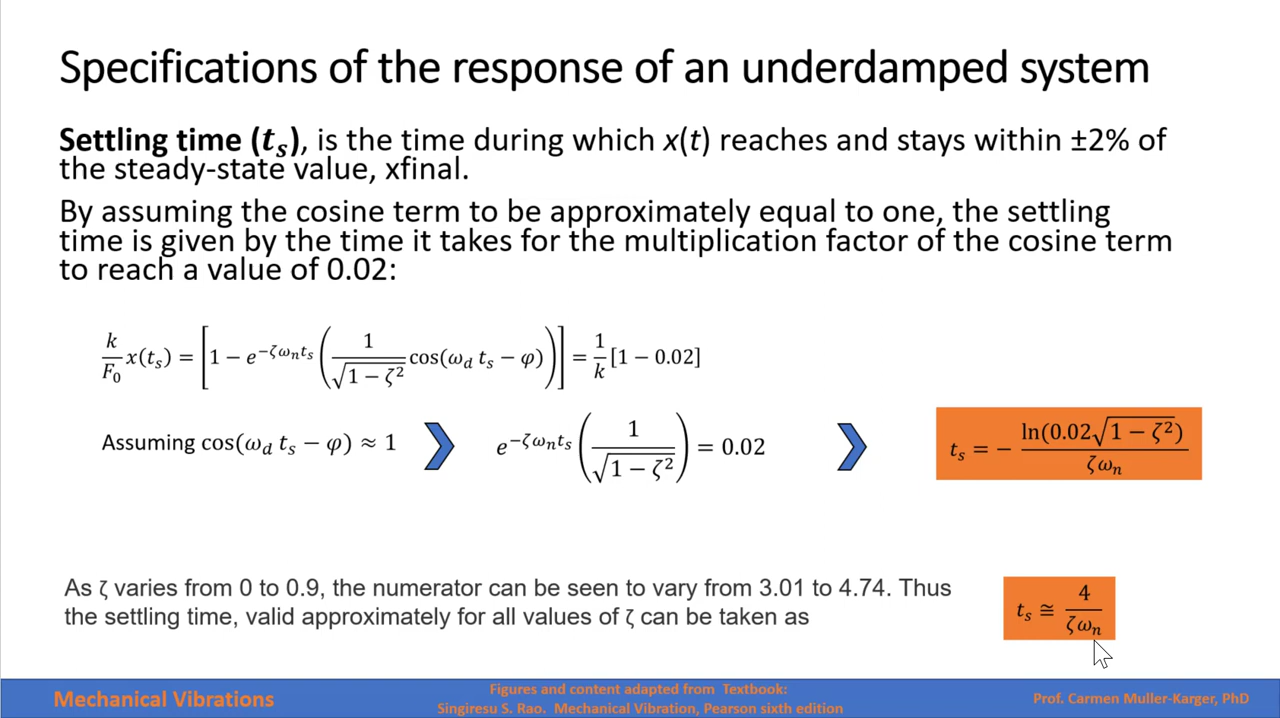 Specifications of the response of an underdamped system
Settling time (tₛ), is the time during which x(t) reaches and stays within ±2% of
the steady-state value, xfinal.
By assuming the cosine term to be approximately equal to one, the settling
time is given by the time it takes for the multiplication factor of the cosine term
to reach a value of 0.02:
k/F₀ x(tₛ) = [1 − e^(−ζωₙtₛ) (1/√(1 − ζ²) cos(ω_d tₛ − φ))] = 1/k [1 − 0.02]
Assuming cos(ω_d tₛ − φ) ≈ 1
e^(−ζωₙtₛ) (1/√(1 − ζ²)) = 0.02
tₛ = − ln(0.02√(1 − ζ²))/ζωₙ
As ζ varies from 0 to 0.9, the numerator can be seen to vary from 3.01 to 4.74. Thus
the settling time, valid approximately for all values of ζ can be taken as
tₛ ≅ 4/ζωₙ
Mechanical Vibrations
Figures and content adapted from Textbook:
Singiresu S. Rao. Mechanical Vibration, Pearson sixth edition
Prof. Carmen Muller-Karger, PhD